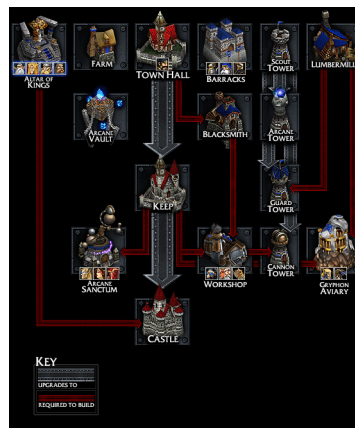 ALTAR OF
KINGS
FARM
TOWN HALL
BARRACKS
SCOUT
TOWER
LUMBERMILL
ARCANE
VAULT
BLACKSMITH
ARCANE
TOWER
KEEP
GUARD
TOWER
ARCANE
SANCTUM
WORKSHOP
CANNON
TOWER
GRYPHON
AVIARY
CASTLE
KEY
UPGRADES TO
REQUIRED TO BUILD